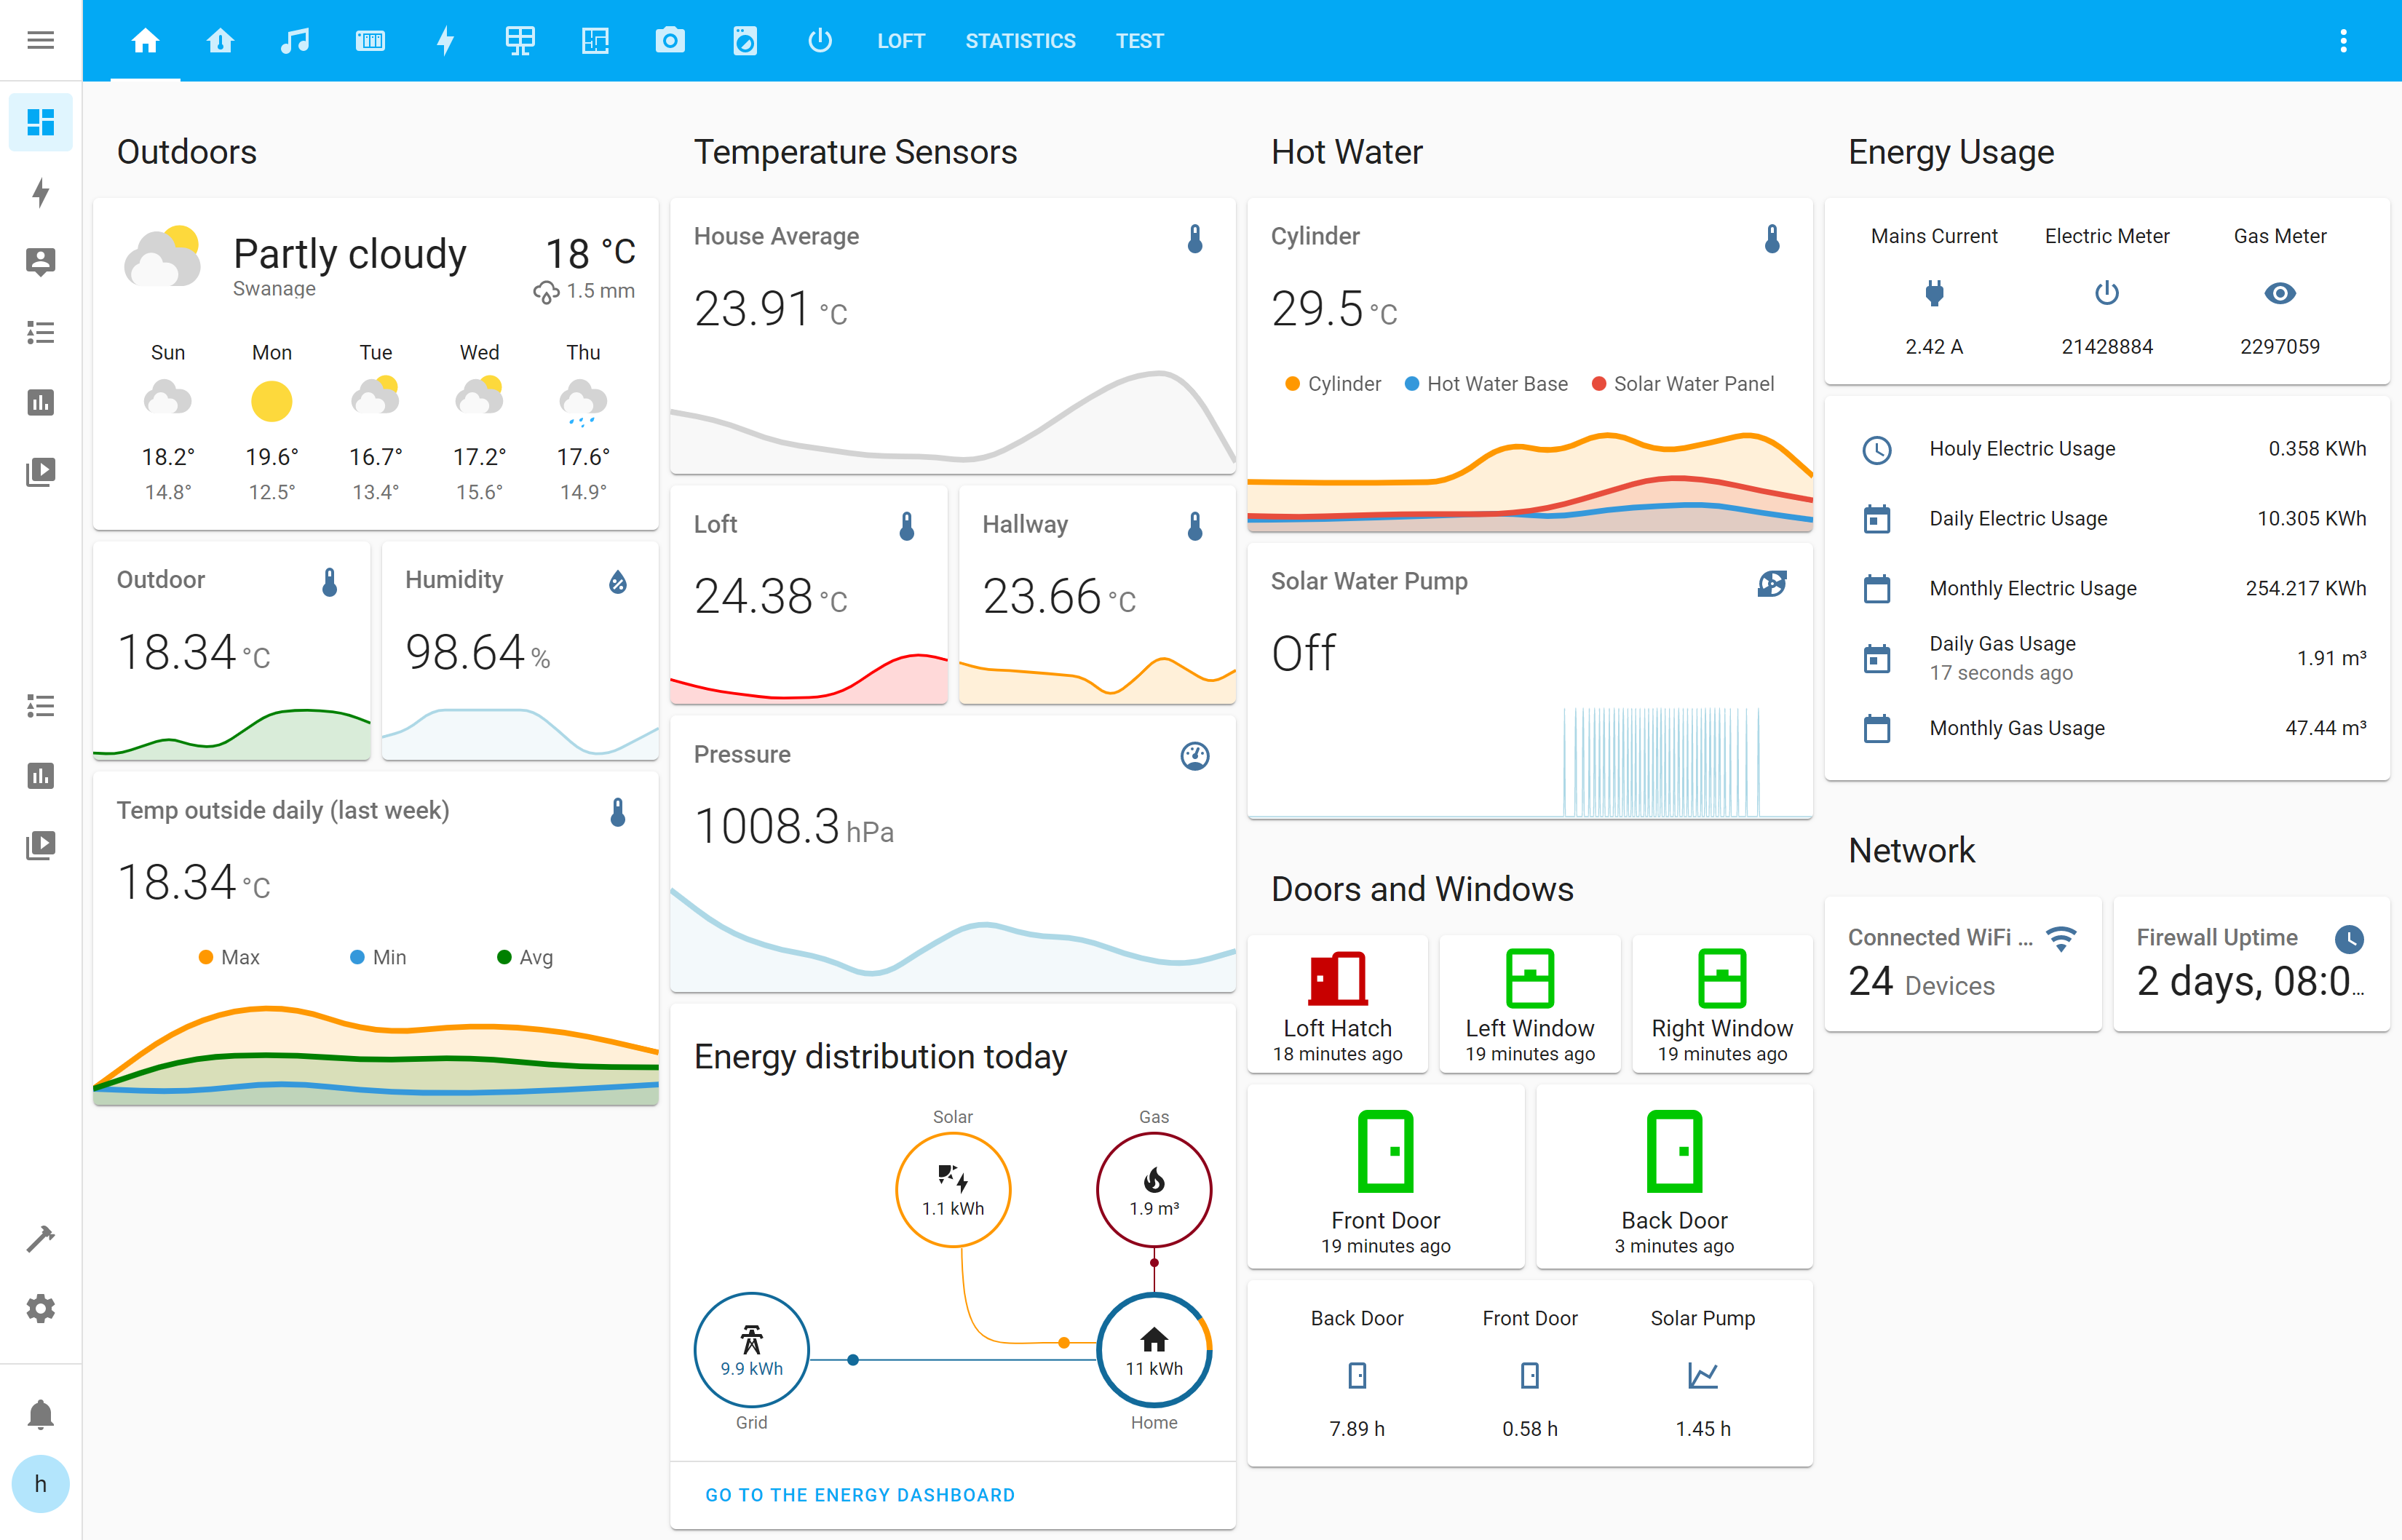 LOFT STATISTICS TEST
Outdoors
Partly cloudy
Swanage
18 °C
1.5 mm
Sun Mon Tue Wed Thu
18.2° 19.6° 16.7° 17.2° 17.6°
14.8° 12.5° 13.4° 15.6° 14.9°
Outdoor
18.34 °C
Humidity
98.64 %
Temp outside daily (last week)
18.34 °C
Max Min Avg
Temperature Sensors
House Average
23.91 °C
Loft
24.38 °C
Hallway
23.66 °C
Pressure
1008.3 hPa
Energy distribution today
Solar
1.1 kWh
Gas
1.9 m³
9.9 kWh
Grid
11 kWh
Home
GO TO THE ENERGY DASHBOARD
Hot Water
Cylinder
29.5 °C
Cylinder Hot Water Base Solar Water Panel
Solar Water Pump
Off
Doors and Windows
Loft Hatch
18 minutes ago
Left Window
19 minutes ago
Right Window
19 minutes ago
Front Door
19 minutes ago
Back Door
3 minutes ago
Back Door Front Door Solar Pump
7.89 h 0.58 h 1.45 h
Energy Usage
Mains Current Electric Meter Gas Meter
2.42 A 21428884 2297059
Houly Electric Usage 0.358 KWh
Daily Electric Usage 10.305 KWh
Monthly Electric Usage 254.217 KWh
Daily Gas Usage 1.91 m³
17 seconds ago
Monthly Gas Usage 47.44 m³
Network
Connected WiFi ...
24 Devices
Firewall Uptime
2 days, 08:0...
h